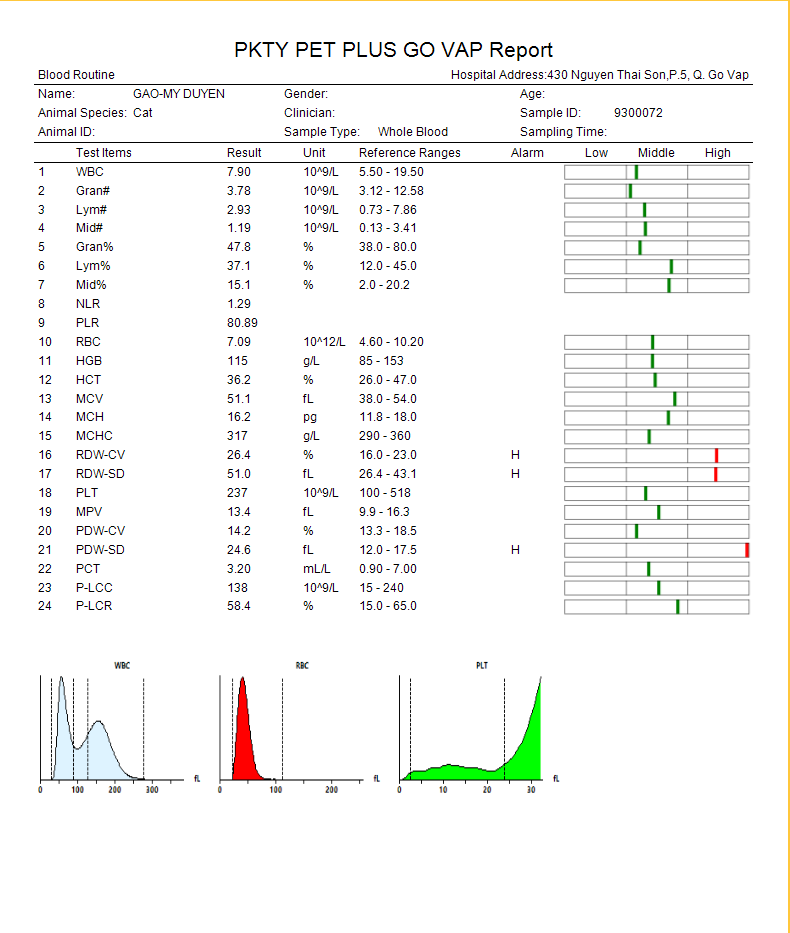 PKTY PET PLUS GO VAP Report
Blood Routine Hospital Address:430 Nguyen Thai Son,P.5, Q. Go Vap
Name: GAO-MY DUYEN Gender: Age:
Animal Species: Cat Clinician: Sample ID: 9300072
Animal ID: Sample Type: Whole Blood Sampling Time:
Test Items Result Unit Reference Ranges Alarm Low Middle High
1 WBC 7.90 10^9/L 5.50 - 19.50
2 Gran# 3.78 10^9/L 3.12 - 12.58
3 Lym# 2.93 10^9/L 0.73 - 7.86
4 Mid# 1.19 10^9/L 0.13 - 3.41
5 Gran% 47.8 % 38.0 - 80.0
6 Lym% 37.1 % 12.0 - 45.0
7 Mid% 15.1 % 2.0 - 20.2
8 NLR 1.29
9 PLR 80.89
10 RBC 7.09 10^12/L 4.60 - 10.20
11 HGB 115 g/L 85 - 153
12 HCT 36.2 % 26.0 - 47.0
13 MCV 51.1 fL 38.0 - 54.0
14 MCH 16.2 pg 11.8 - 18.0
15 MCHC 317 g/L 290 - 360
16 RDW-CV 26.4 % 16.0 - 23.0 H
17 RDW-SD 51.0 fL 26.4 - 43.1 H
18 PLT 237 10^9/L 100 - 518
19 MPV 13.4 fL 9.9 - 16.3
20 PDW-CV 14.2 % 13.3 - 18.5
21 PDW-SD 24.6 fL 12.0 - 17.5 H
22 PCT 3.20 mL/L 0.90 - 7.00
23 P-LCC 138 10^9/L 15 - 240
24 P-LCR 58.4 % 15.0 - 65.0
WBC RBC PLT
fL fL fL
0 100 200 300 0 100 200 0 10 20 30